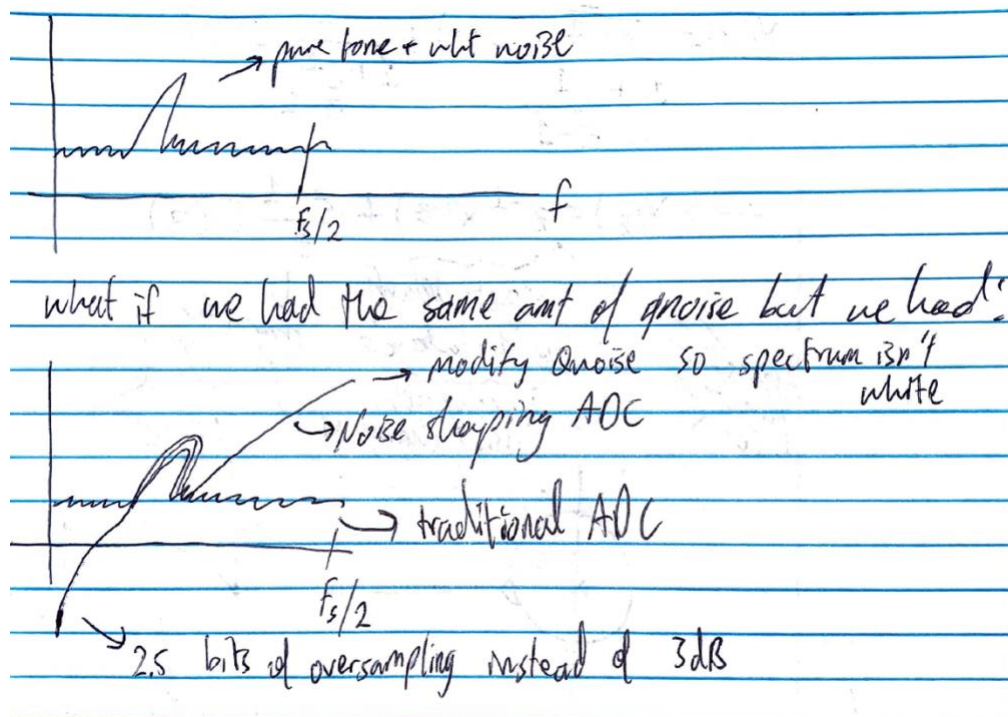 pure tone + wht noise
f
fs/2
what if we had the same amt of qnoise but we had:
modify Qnoise so spectrum isn't
white
Noise shaping ADC
traditional ADC
fs/2
2.5 bits of oversampling instead of 3dB